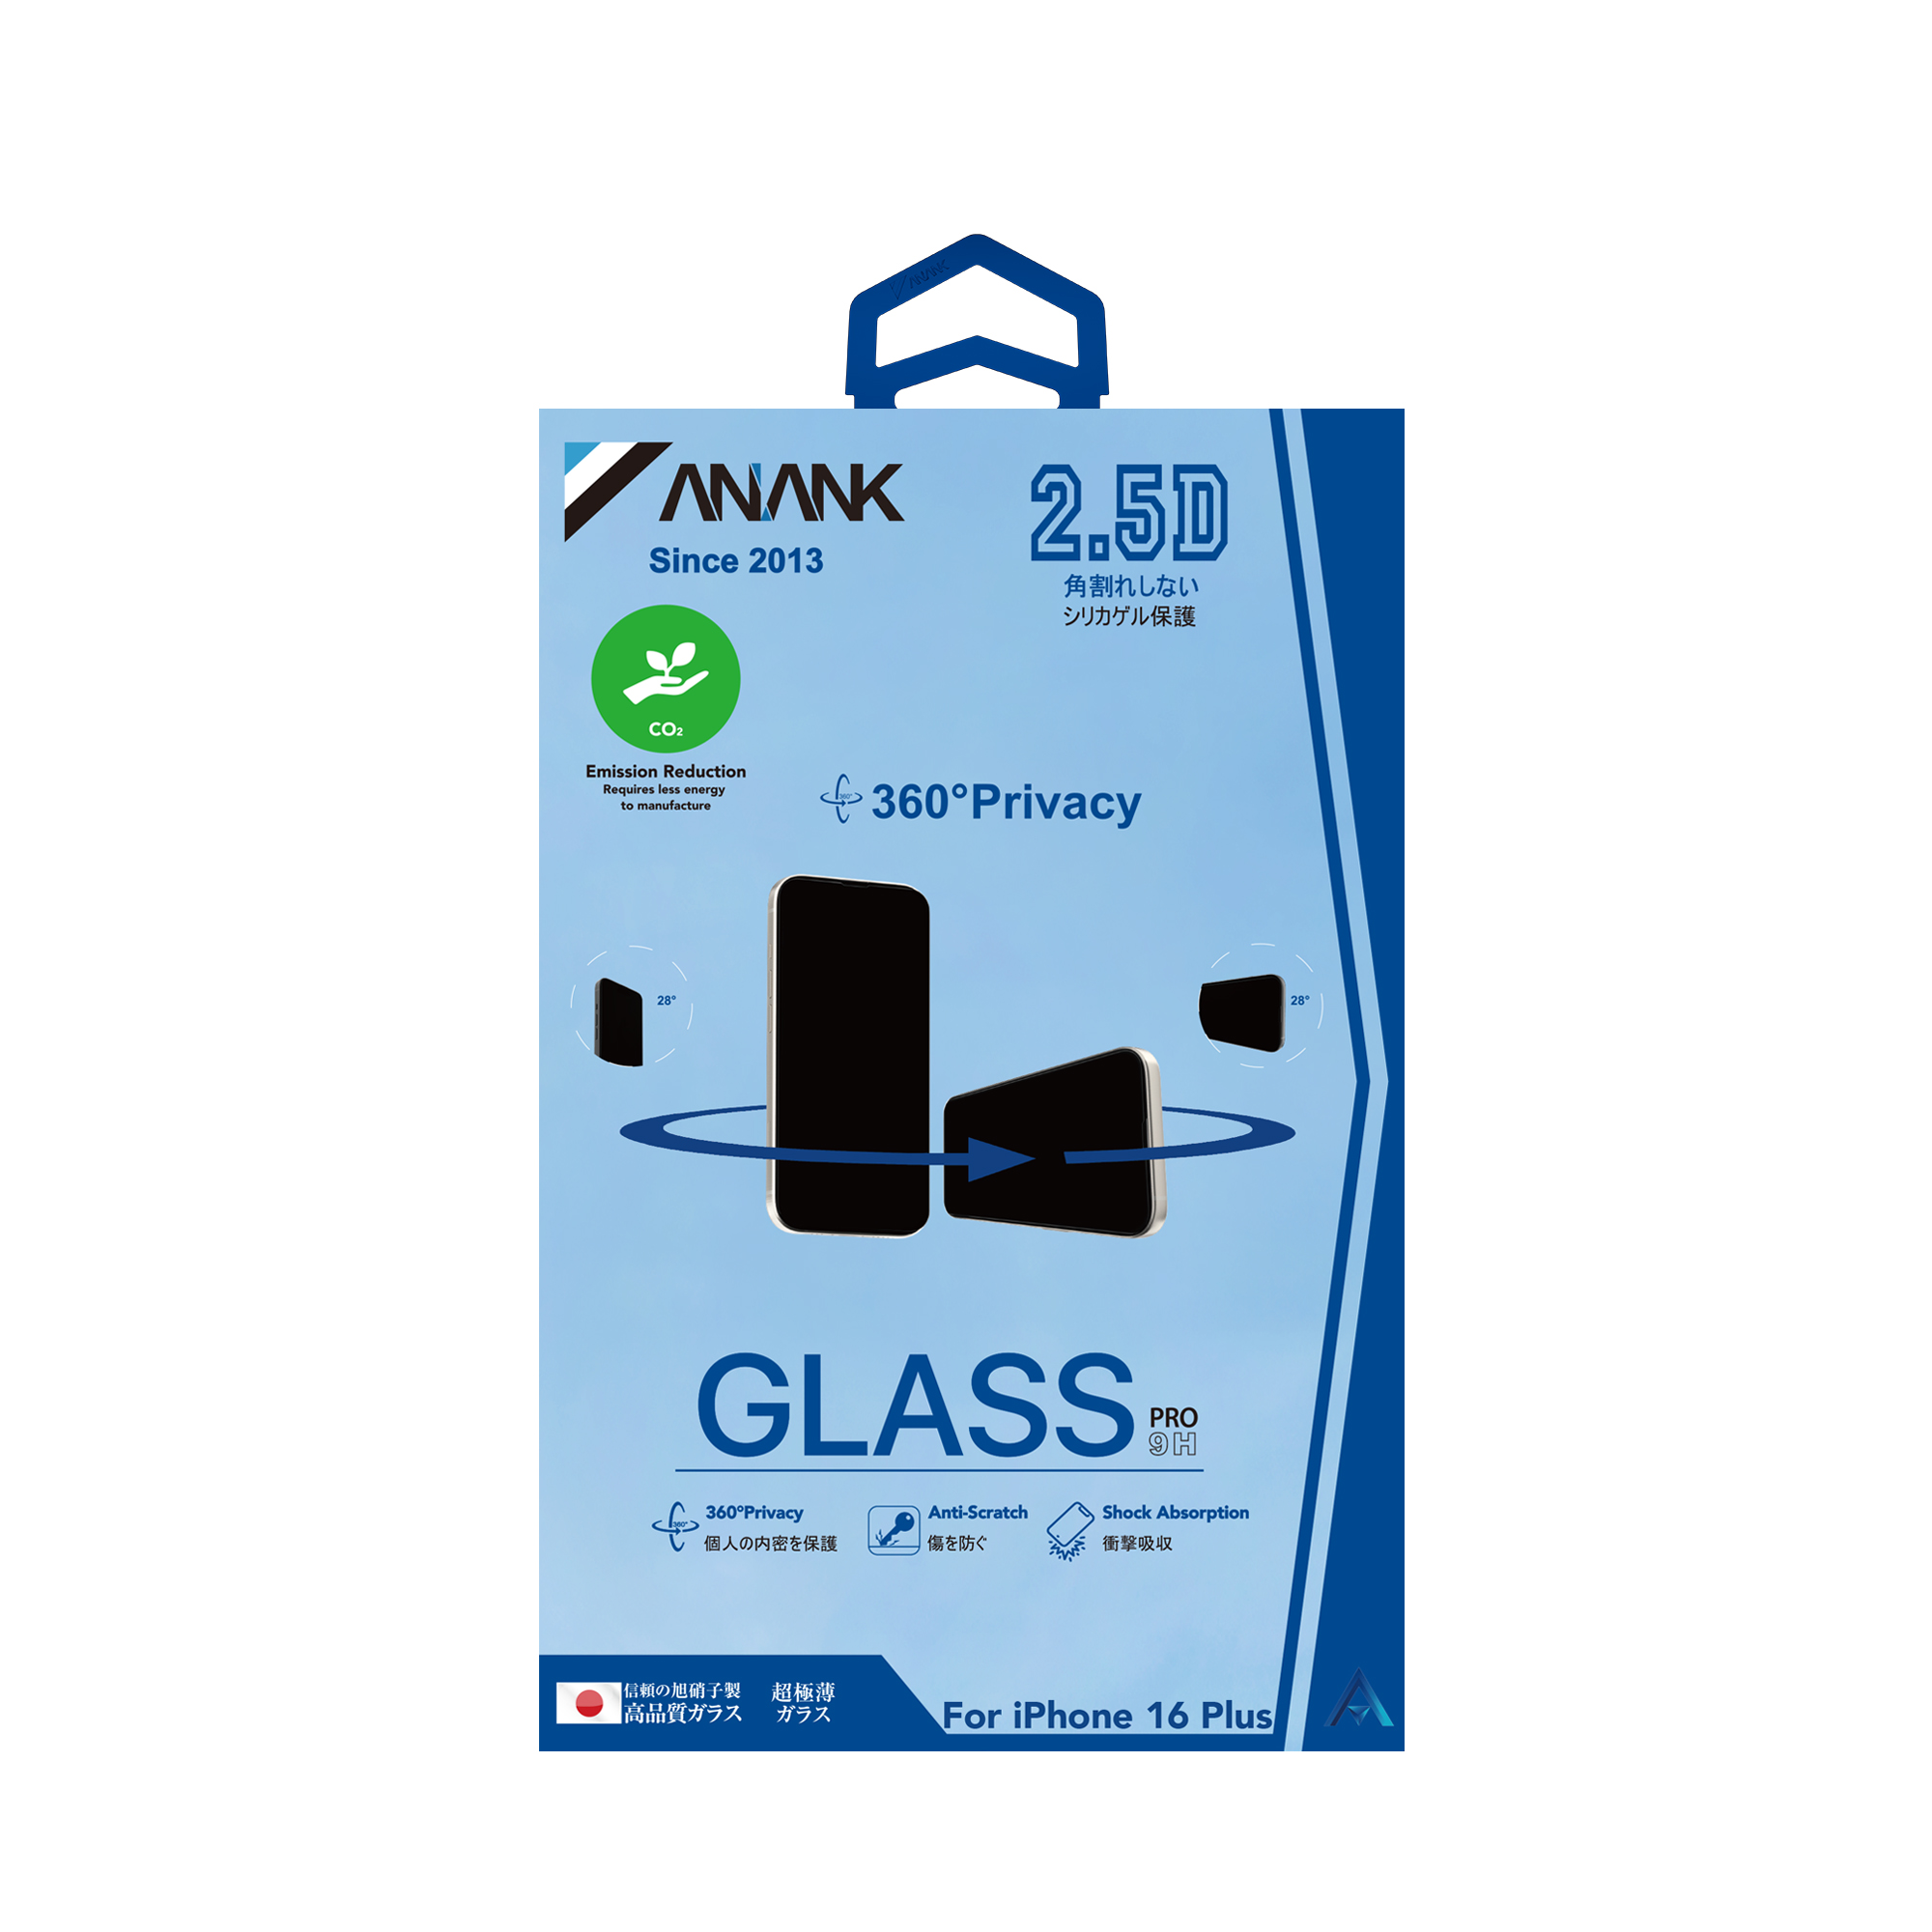 ANANK
ANANK
Since 2013
2.5D
角割れしない
シリカゲル保護
CO₂
Emission Reduction
Requires less energy
to manufacture
360°
360°Privacy
28°
28°
GLASS
PRO
9H
360°
360°Privacy
個人の内密を保護
Anti-Scratch
傷を防ぐ
Shock Absorption
衝撃吸収
信頼の旭硝子製
高品質ガラス
超極薄
ガラス
For iPhone 16 Plus